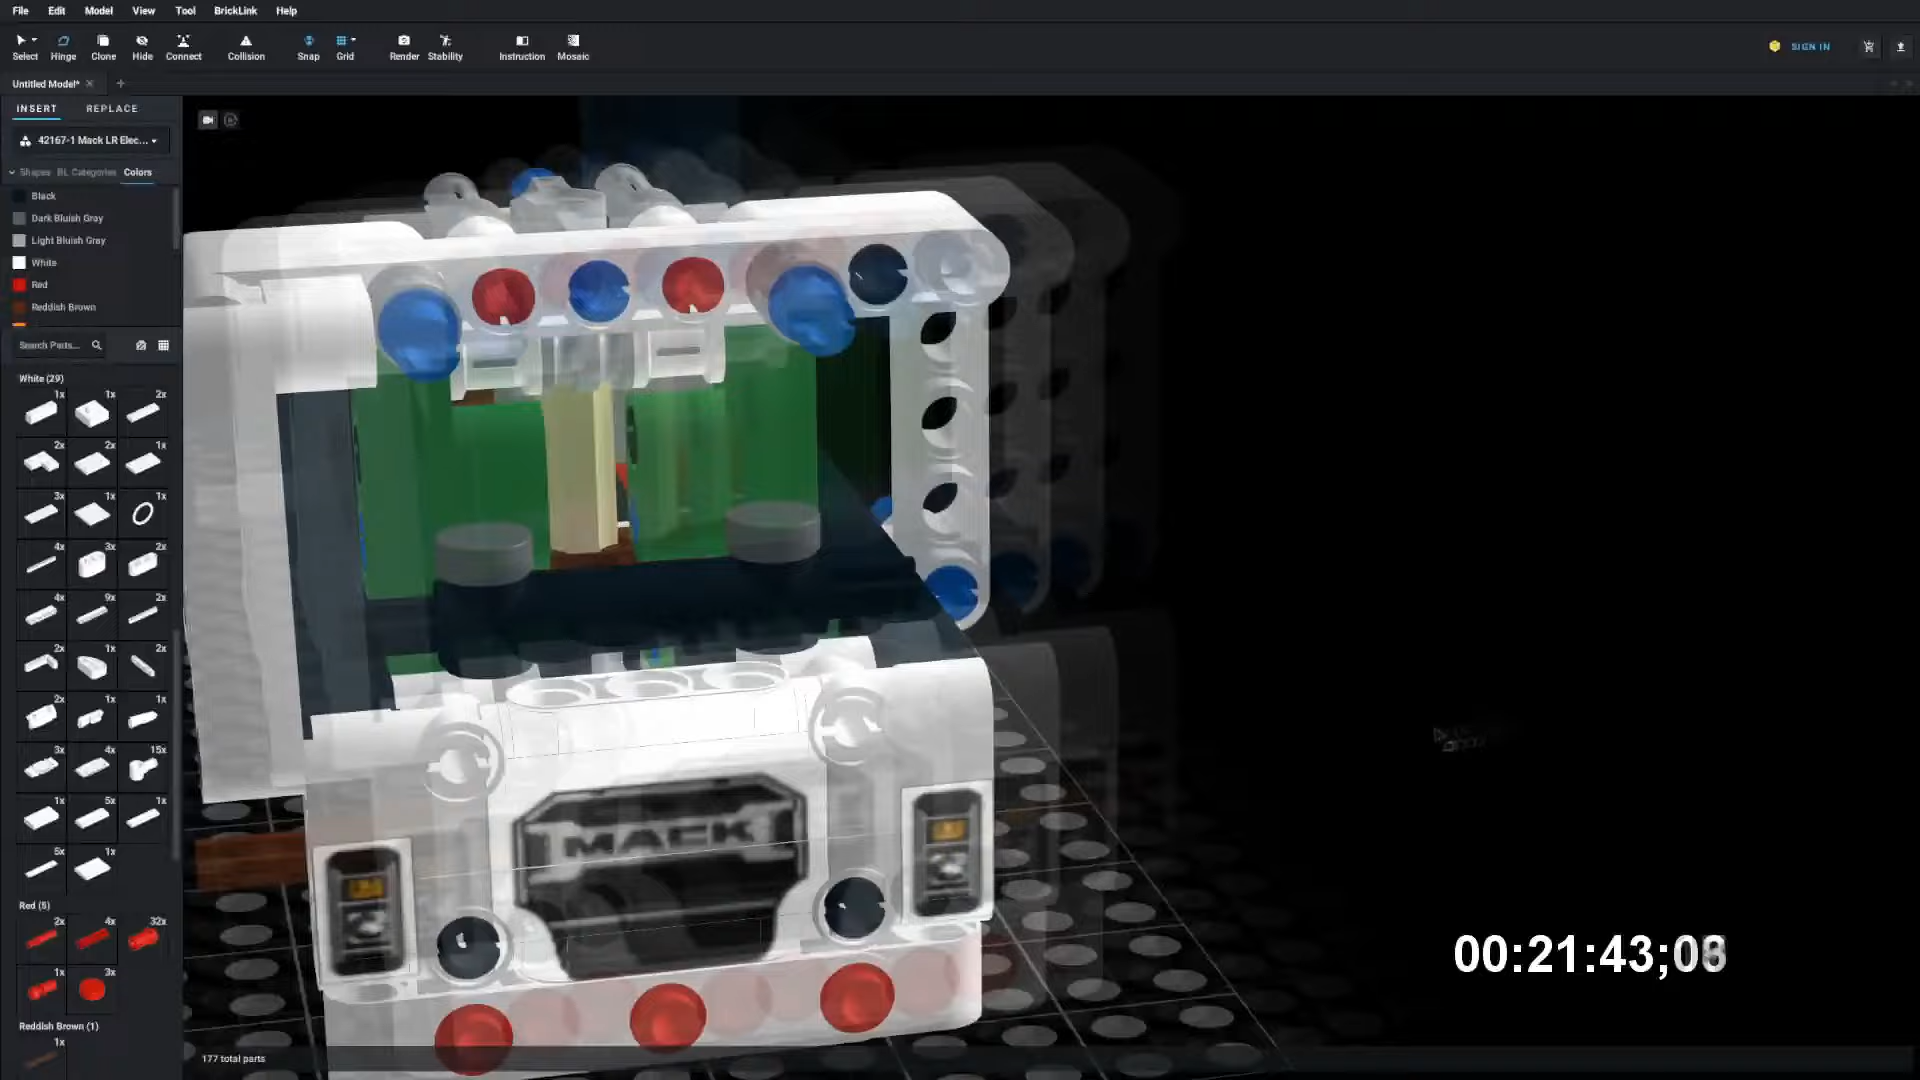 File Edit Model View Tool BrickLink Help
Select Hinge Clone Hide Connect Collision Snap Grid Render Stability Instruction Mosaic
SIGN IN
Untitled Model*
INSERT REPLACE
42167-1 Mack LR Elec...
Shapes BL Categories Colors
Black
Dark Bluish Gray
Light Bluish Gray
White
Red
Reddish Brown
Search Parts...
White (29)
1x 1x 2x
2x 2x 1x
3x 1x 1x
4x 3x 2x
4x 9x 2x
2x 1x 2x
2x 1x 1x
3x 4x 15x
1x 5x 1x
5x 1x
Red (5)
2x 4x 32x
1x 3x
Reddish Brown (1)
1x
MACK
00:21:43;08
177 total parts